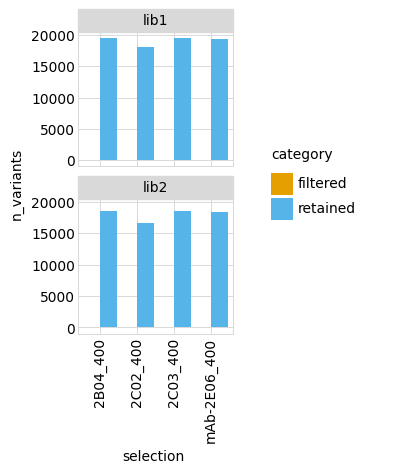 lib1
20000
15000
10000
5000
0
lib2
20000
15000
10000
5000
0
n_variants
2B04_400
2C02_400
2C03_400
mAb-2E06_400
selection
category
filtered
retained